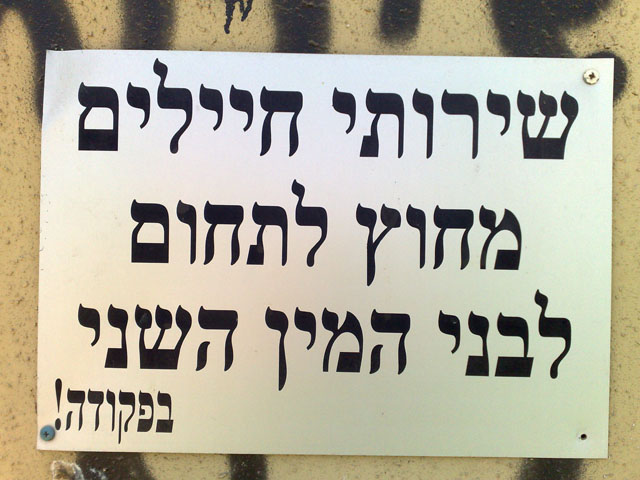 שירותי חיילים
מחוץ לתחום
לבני המין השני
בפקודה!